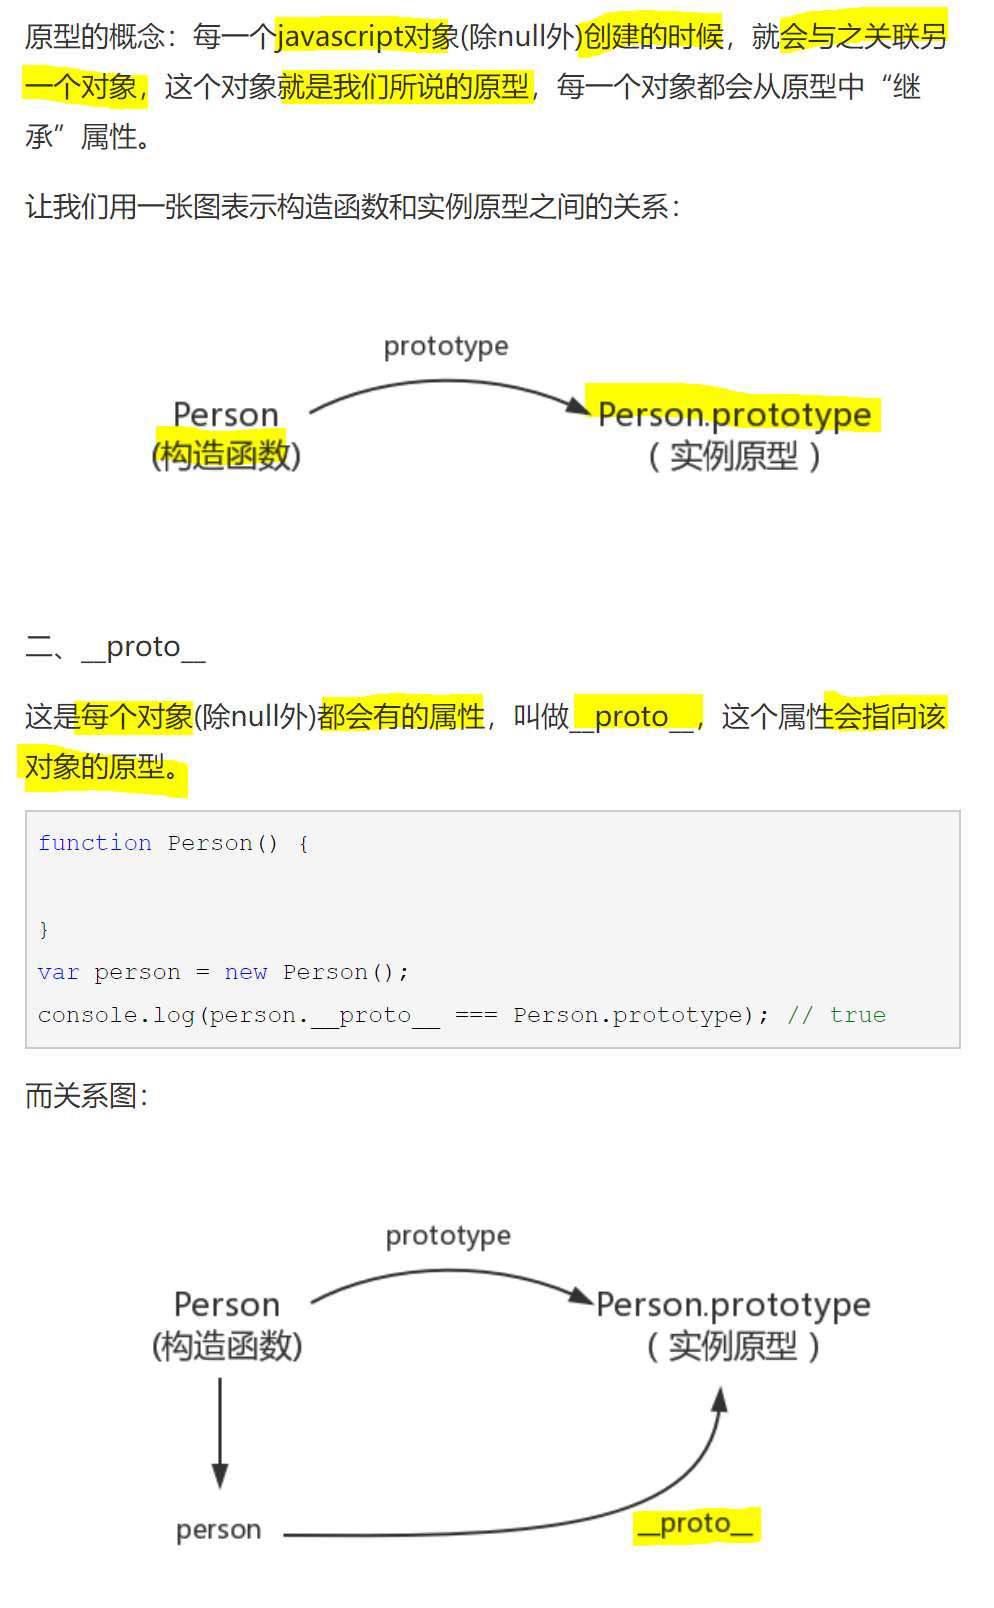 原型的概念：每一个javascript对象(除null外)创建的时候，就会与之关联另
一个对象，这个对象就是我们所说的原型，每一个对象都会从原型中“继
承”属性。
让我们用一张图表示构造函数和实例原型之间的关系：
prototype
Person
(构造函数)
Person.prototype
（实例原型）
二、__proto__
这是每个对象(除null外)都会有的属性，叫做__proto__，这个属性会指向该
对象的原型。
function Person() {
}
var person = new Person();
console.log(person.__proto__ === Person.prototype); // true
而关系图：
prototype
Person
(构造函数)
Person.prototype
（实例原型）
person
__proto__